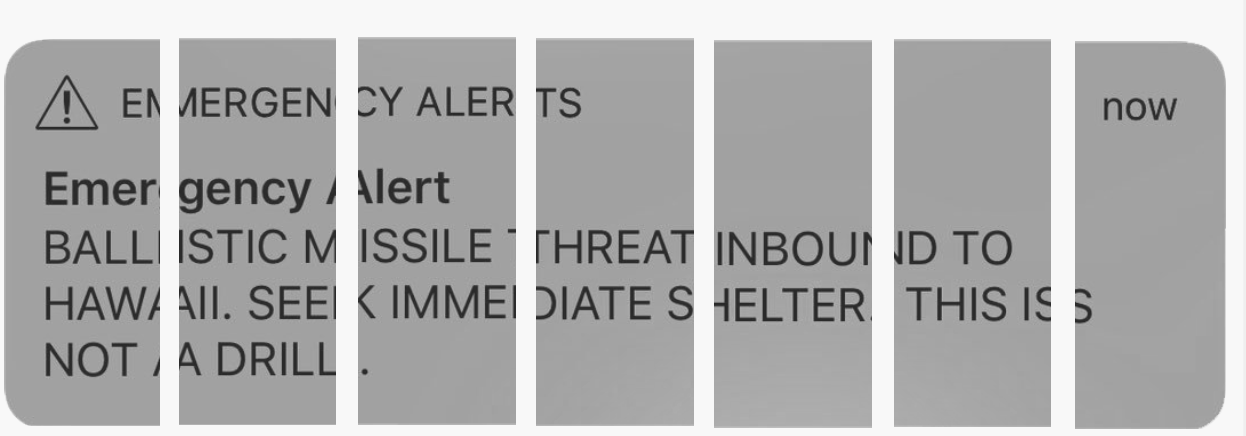 EMERGENCY ALERTS now
Emergency Alert
BALLISTIC MISSILE THREAT INBOUND TO
HAWAII. SEEK IMMEDIATE SHELTER. THIS IS
NOT A DRILL.